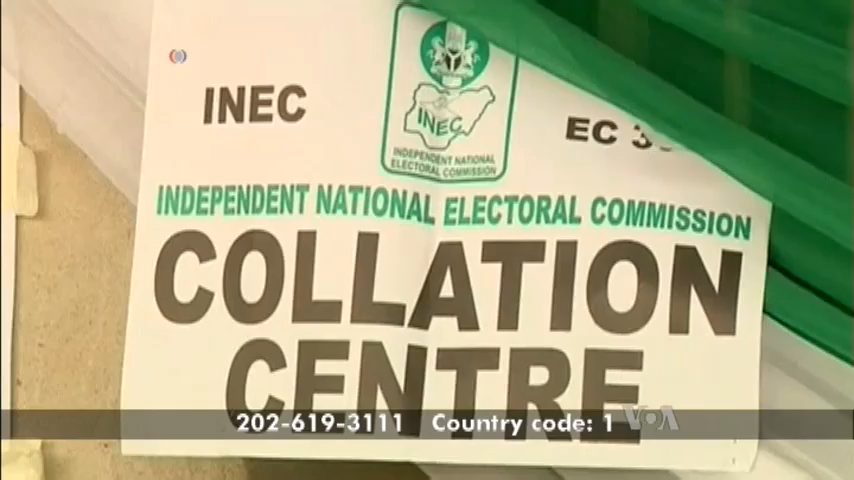 INEC
INEC
INDEPENDENT NATIONAL
ELECTORAL COMMISSION
EC
INDEPENDENT NATIONAL ELECTORAL COMMISSION
COLLATION
CENTRE
202-619-3111 Country code: 1
VOA